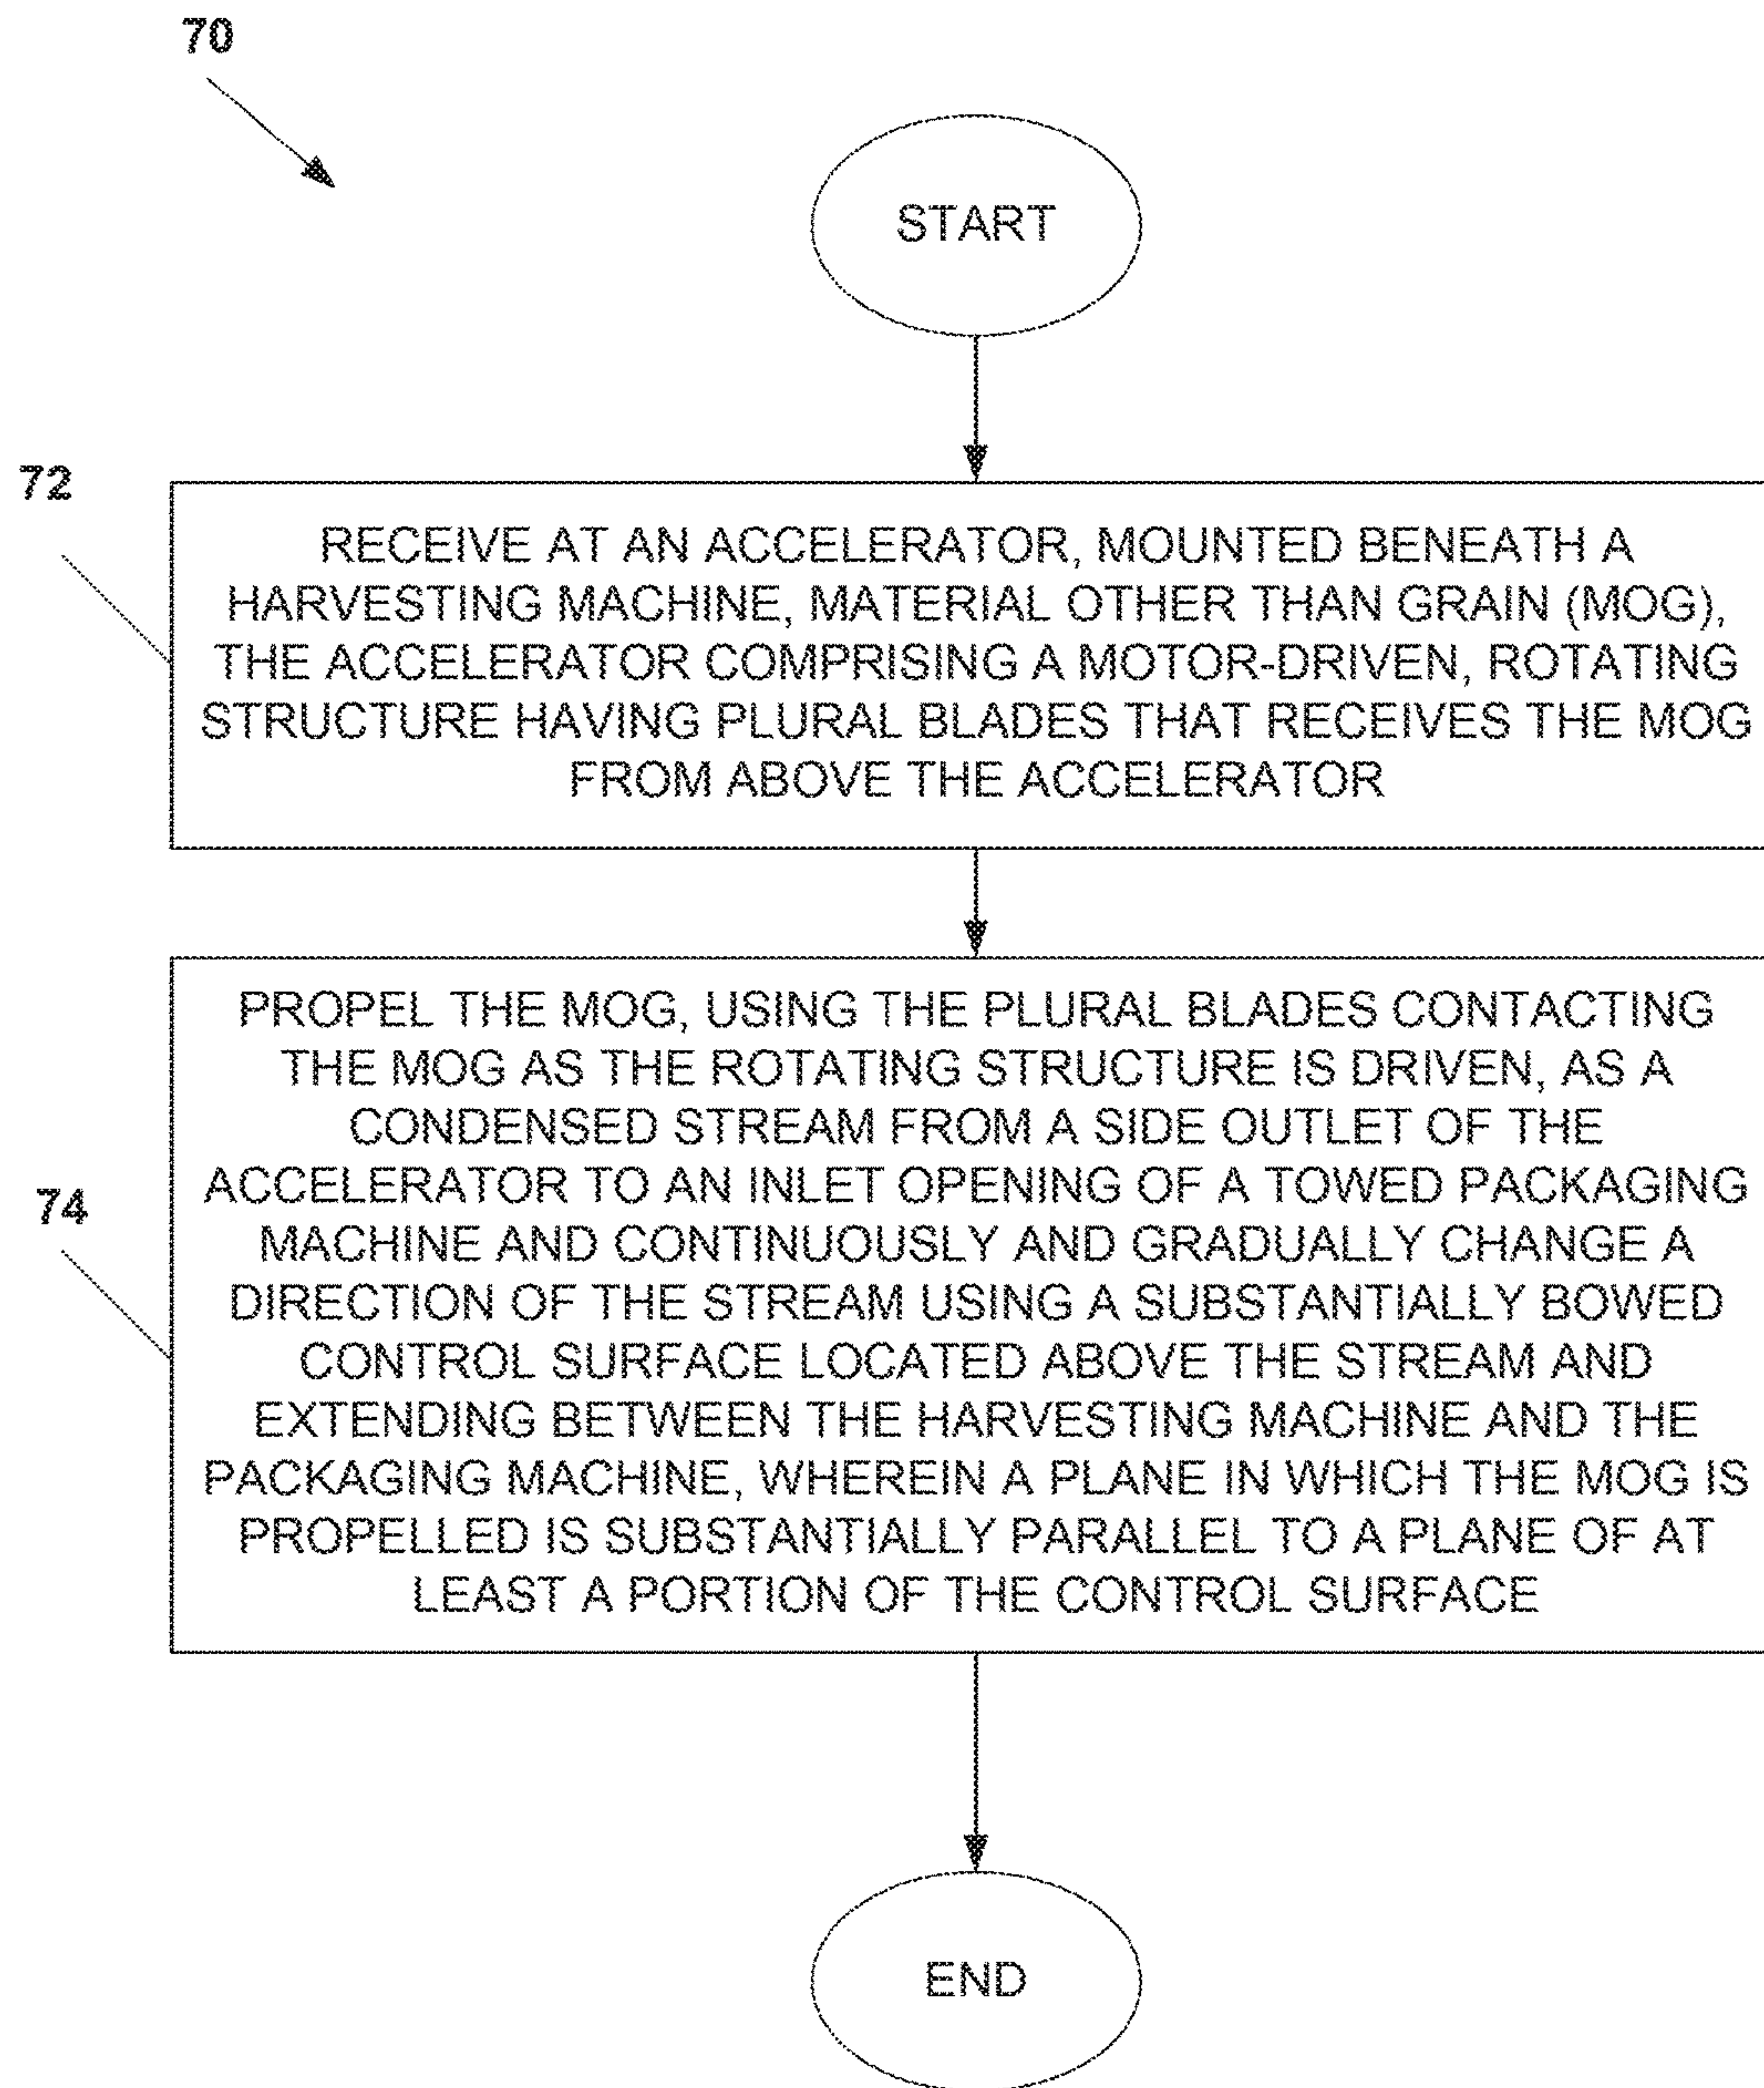 70
START
72
RECEIVE AT AN ACCELERATOR, MOUNTED BENEATH A
HARVESTING MACHINE, MATERIAL OTHER THAN GRAIN (MOG),
THE ACCELERATOR COMPRISING A MOTOR-DRIVEN, ROTATING
STRUCTURE HAVING PLURAL BLADES THAT RECEIVES THE MOG
FROM ABOVE THE ACCELERATOR
PROPEL THE MOG, USING THE PLURAL BLADES CONTACTING
THE MOG AS THE ROTATING STRUCTURE IS DRIVEN, AS A
CONDENSED STREAM FROM A SIDE OUTLET OF THE
ACCELERATOR TO AN INLET OPENING OF A TOWED PACKAGING
74
MACHINE AND CONTINUOUSLY AND GRADUALLY CHANGE A
DIRECTION OF THE STREAM USING A SUBSTANTIALLY BOWED
CONTROL SURFACE LOCATED ABOVE THE STREAM AND
EXTENDING BETWEEN THE HARVESTING MACHINE AND THE
PACKAGING MACHINE, WHEREIN A PLANE IN WHICH THE MOG IS
PROPELLED IS SUBSTANTIALLY PARALLEL TO A PLANE OF AT
LEAST A PORTION OF THE CONTROL SURFACE
END